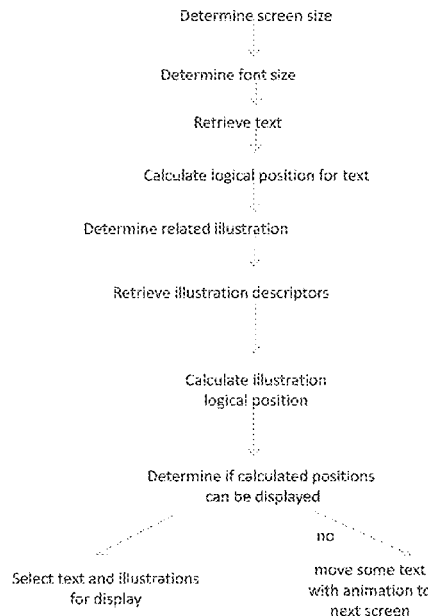 Determine screen size
Determine font size
Retrieve text
Calculate logical position for text
Determine related illustration
Retrieve illustration descriptors
Calculate illustration
logical position
Determine if calculated positions
can be displayed
no
Select text and illustrations
for display
move some text
with animation to
next screen